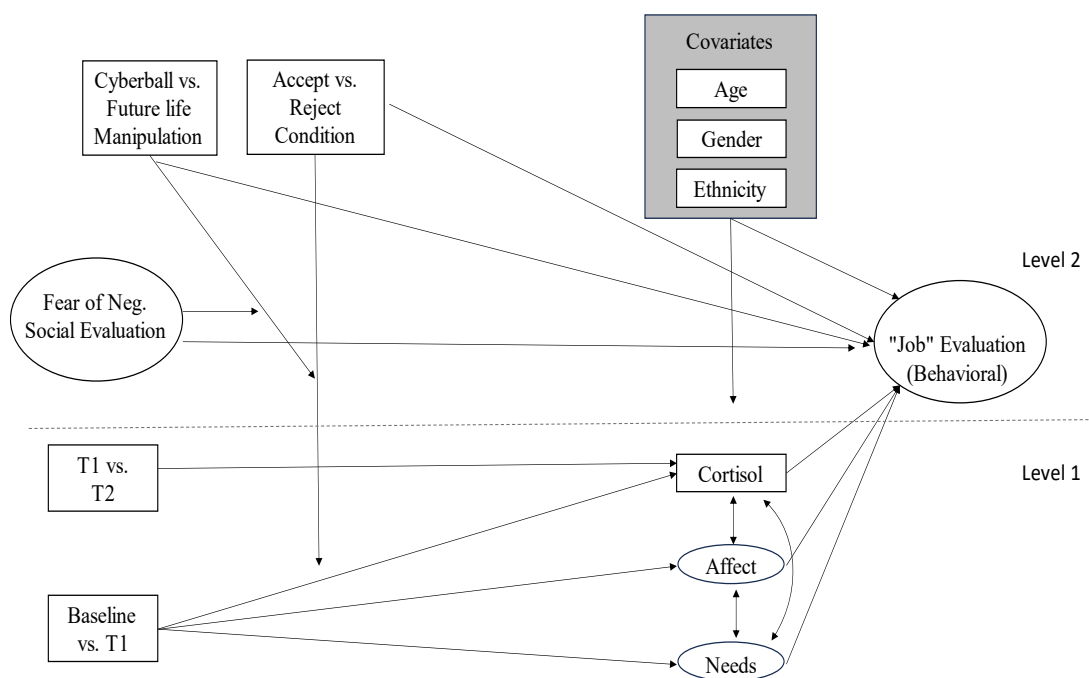 Cyberball vs.
Future life
Manipulation
Accept vs.
Reject
Condition
Covariates
Age
Gender
Ethnicity
Level 2
Fear of Neg.
Social Evaluation
"Job" Evaluation
(Behavioral)
T1 vs.
T2
Cortisol
Level 1
Affect
Baseline
vs. T1
Needs